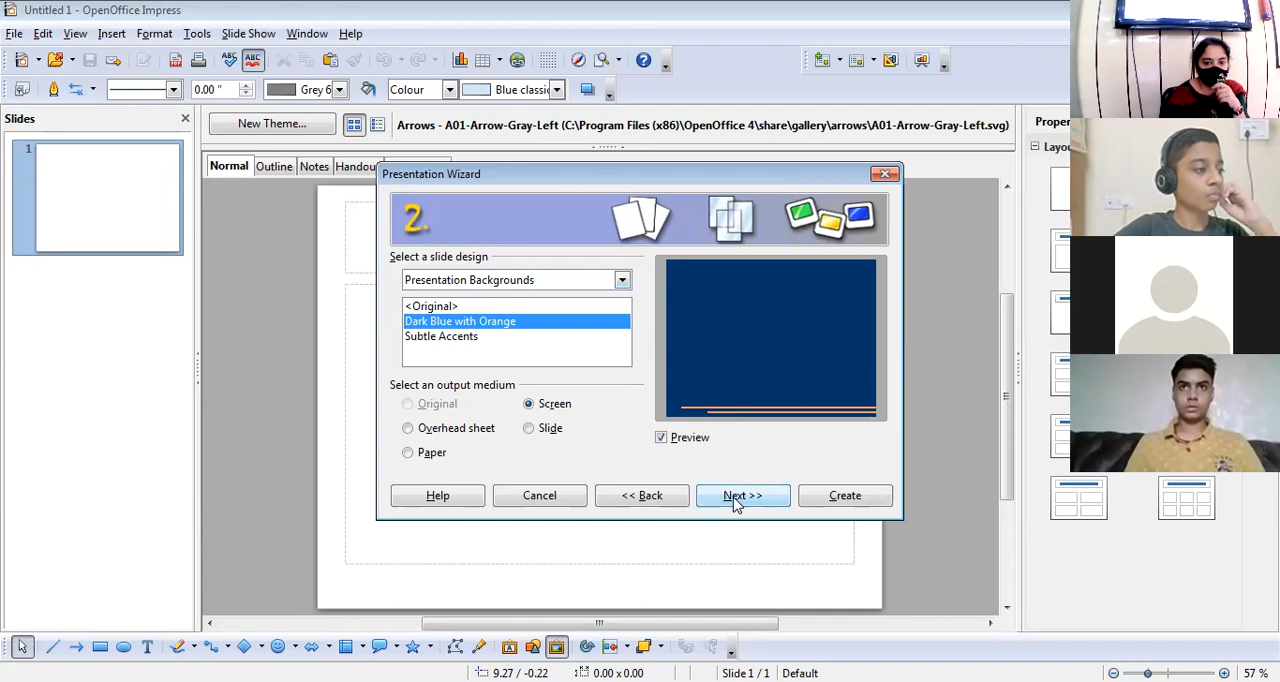 Untitled 1 - OpenOffice Impress
File Edit View Insert Format Tools Slide Show Window Help
0.00 " Grey 6 Colour Blue Classic
Slides
New Theme...
Arrows - A01-Arrow-Gray-Left (C:\Program Files (x86)\OpenOffice 4\share\gallery\arrows\A01-Arrow-Gray-Left.svg)
Normal Outline Notes Handou
1
Presentation Wizard
2.
Select a slide design
Presentation Backgrounds
<Original>
Dark Blue with Orange
Subtle Accents
Select an output medium
Original
Screen
Overhead sheet
Slide
Paper
Preview
Help Cancel << Back Next >> Create
Proper
Layou
9.27 / -0.22 0.00 x 0.00 Slide 1 / 1 Default 57 %